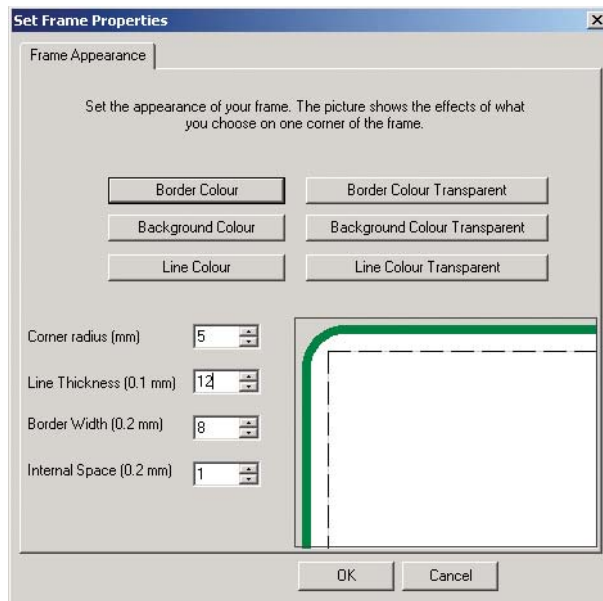 Set Frame Properties
Frame Appearance
Set the appearance of your frame. The picture shows the effects of what
you choose on one corner of the frame.
Border Colour
Border Colour Transparent
Background Colour
Background Colour Transparent
Line Colour
Line Colour Transparent
Corner radius (mm) 5
Line Thickness (0.1 mm) 12
Border Width (0.2 mm) 8
Internal Space (0.2 mm) 1
OK
Cancel